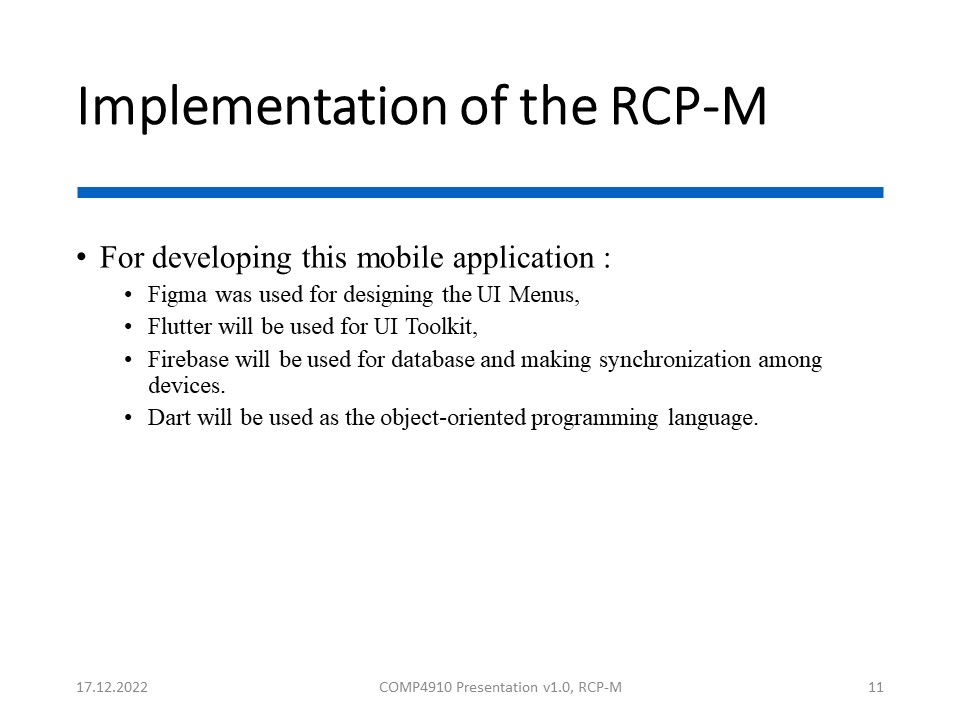 Implementation of the RCP-M
• For developing this mobile application :
• Figma was used for designing the UI Menus,
• Flutter will be used for UI Toolkit,
• Firebase will be used for database and making synchronization among
devices.
• Dart will be used as the object-oriented programming language.
17.12.2022 COMP4910 Presentation v1.0, RCP-M 11